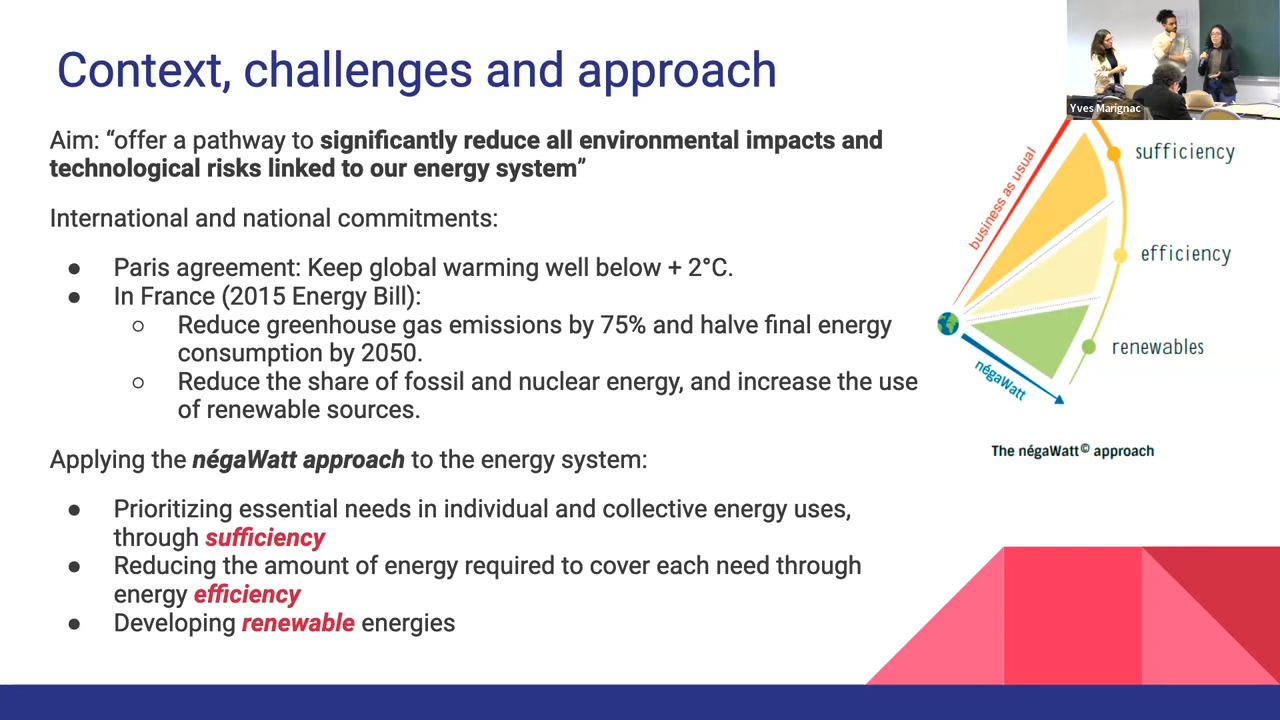 Context, challenges and approach
Yves Marignac
Aim: “offer a pathway to significantly reduce all environmental impacts and
technological risks linked to our energy system”
International and national commitments:
● Paris agreement: Keep global warming well below + 2°C.
● In France (2015 Energy Bill):
○ Reduce greenhouse gas emissions by 75% and halve final energy
consumption by 2050.
○ Reduce the share of fossil and nuclear energy, and increase the use
of renewable sources.
Applying the négaWatt approach to the energy system:
● Prioritizing essential needs in individual and collective energy uses,
through sufficiency
● Reducing the amount of energy required to cover each need through
energy efficiency
● Developing renewable energies
business as usual
sufficiency
efficiency
renewables
négaWatt
The négaWatt© approach